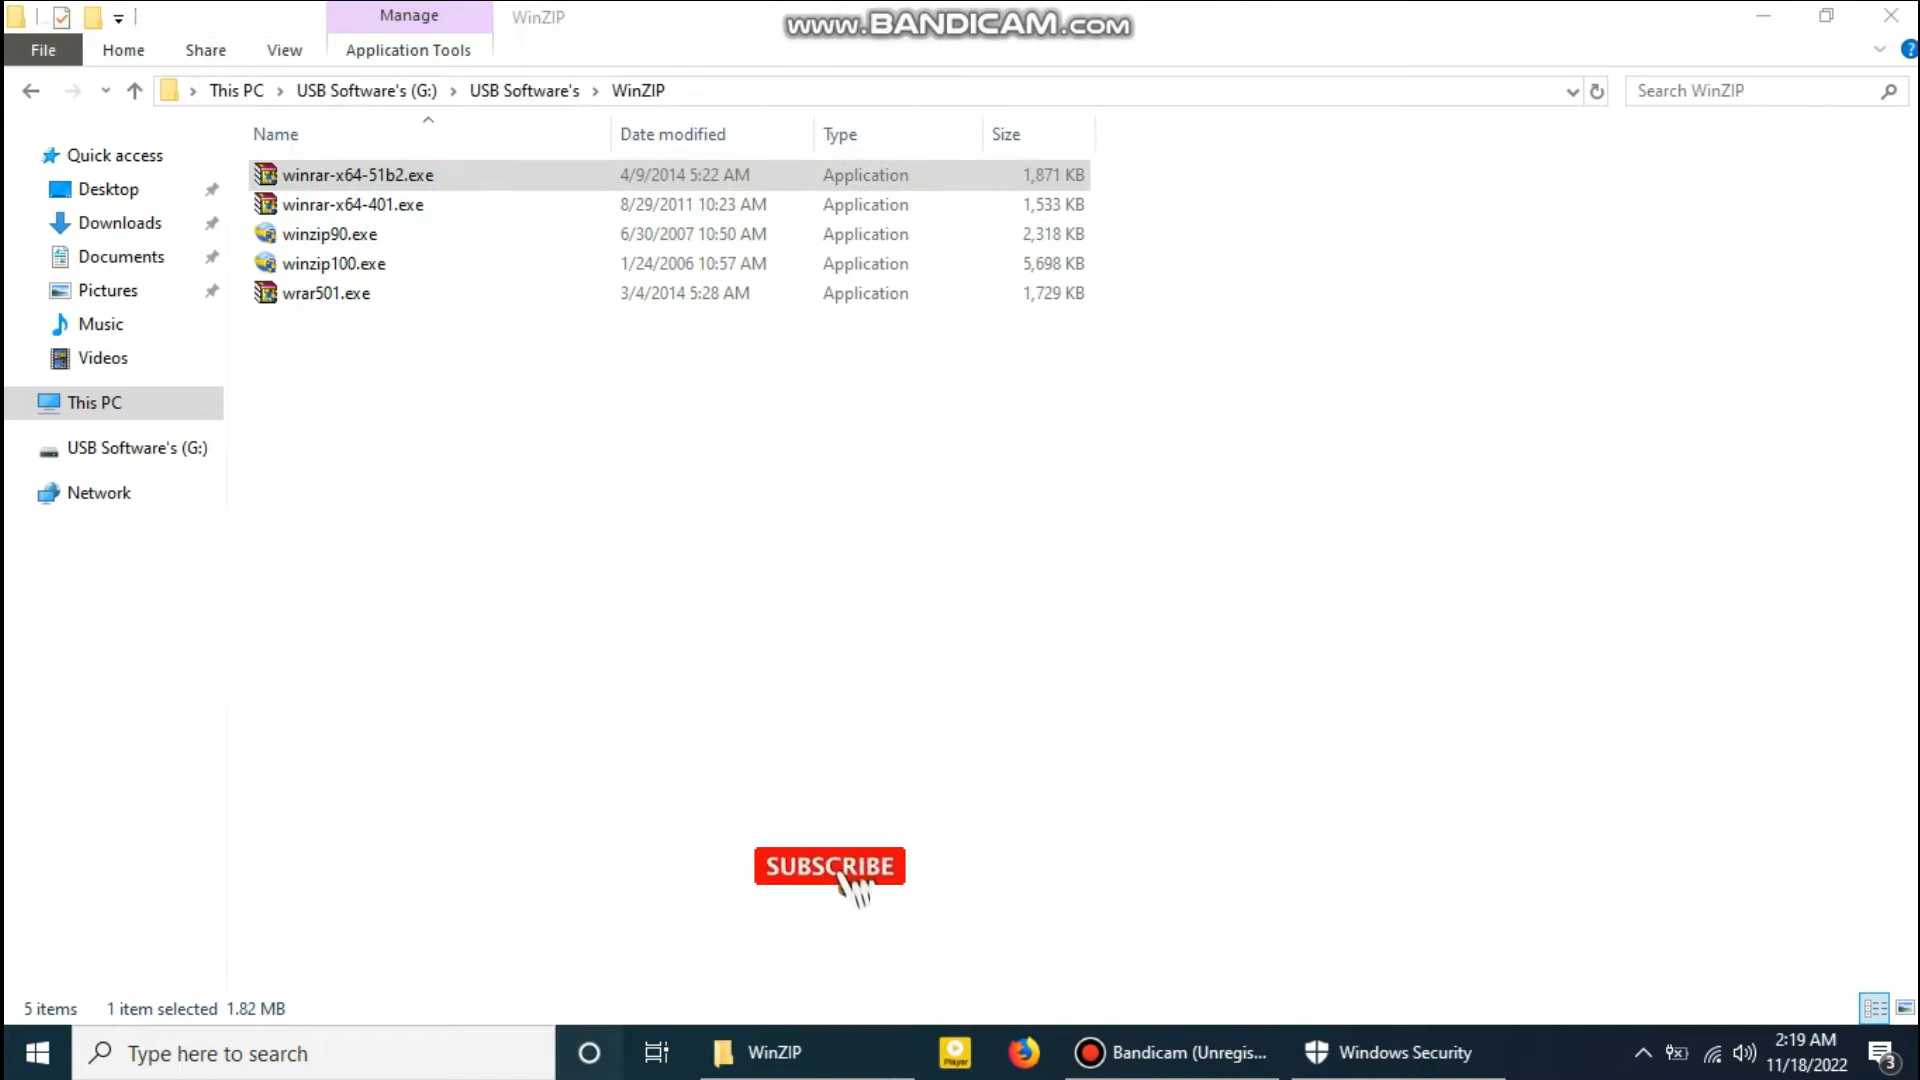 Manage
WinZIP
www.BANDICAM.com
File
Home
Share
View
Application Tools
?
This PC
USB Software's (G:)
USB Software's
WinZIP
Search WinZIP
Name
Date modified
Type
Size
Quick access
Desktop
Downloads
Documents
Pictures
Music
Videos
This PC
USB Software's (G:)
Network
winrar-x64-51b2.exe 4/9/2014 5:22 AM Application 1,871 KB
winrar-x64-401.exe 8/29/2011 10:23 AM Application 1,533 KB
winzip90.exe 6/30/2007 10:50 AM Application 2,318 KB
winzip100.exe 1/24/2006 10:57 AM Application 5,698 KB
wrar501.exe 3/4/2014 5:28 AM Application 1,729 KB
SUBSCRIBE
5 items 1 item selected 1.82 MB
Type here to search
WinZIP
Player
Bandicam (Unregis...
Windows Security
2:19 AM
11/18/2022
3